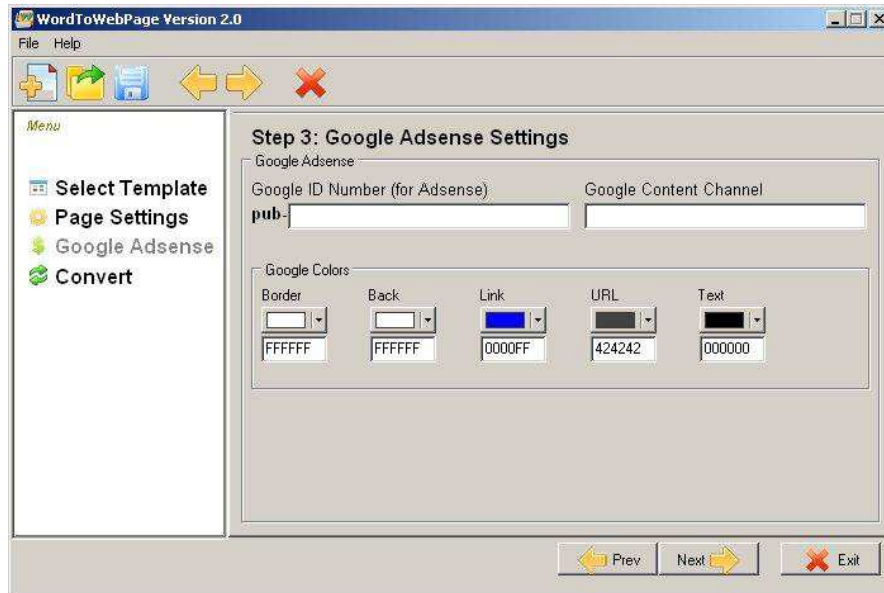 WordToWebPage Version 2.0
File Help
Menu
Select Template
Page Settings
Google Adsense
Convert
Step 3: Google Adsense Settings
Google Adsense
Google ID Number (for Adsense) Google Content Channel
pub-
Google Colors
Border Back Link URL Text
FFFFFF FFFFFF 0000FF 424242 000000
Prev Next Exit